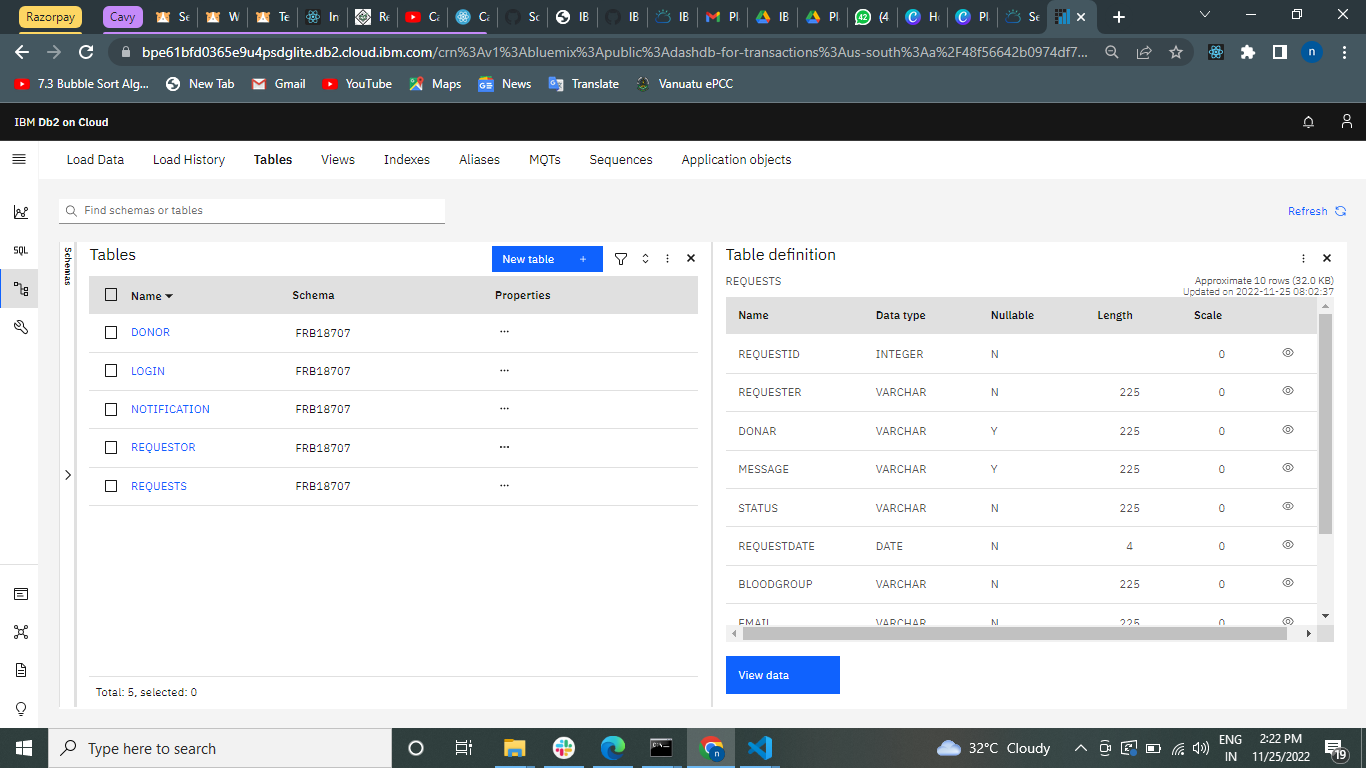 Razorpay Cavy Se W Te In Re Ca Ca Sc IB IB IB Pl IB Pl (4 He Pl Se
bpe61bfd0365e9u4psdglite.db2.cloud.ibm.com/crn%3Av1%3Abluemix%3Apublic%3Adashdb-for-transactions%3Aus-south%3Aa%2F48f56642b0974df7...
7.3 Bubble Sort Alg... New Tab Gmail YouTube Maps News Translate Vanuatu ePCC
IBM Db2 on Cloud
Load Data Load History Tables Views Indexes Aliases MQTs Sequences Application objects
Find schemas or tables
Refresh
SQL
Schemas
Tables
New table +
Name Schema Properties
DONOR FRB18707 ...
LOGIN FRB18707 ...
NOTIFICATION FRB18707 ...
REQUESTOR FRB18707 ...
REQUESTS FRB18707 ...
Total: 5, selected: 0
Table definition
REQUESTS
Approximate 10 rows (32.0 KB)
Updated on 2022-11-25 08:02:37
Name Data type Nullable Length Scale
REQUESTID INTEGER N 0
REQUESTER VARCHAR N 225 0
DONAR VARCHAR Y 225 0
MESSAGE VARCHAR Y 225 0
STATUS VARCHAR N 225 0
REQUESTDATE DATE N 4 0
BLOODGROUP VARCHAR N 225 0
EMAIL VARCHAR N 225 0
View data
Type here to search
32°C Cloudy
ENG
IN
2:22 PM
11/25/2022
19